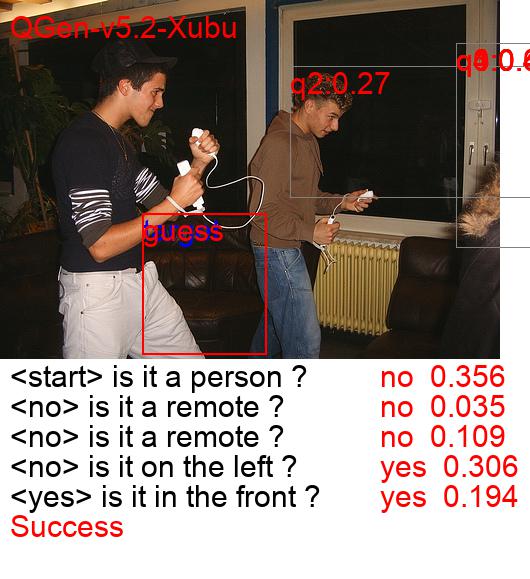 QGen-v5.2-Xubu
q2:0.27
guess
<start> is it a person ? no 0.356
<no> is it a remote ? no 0.035
<no> is it a remote ? no 0.109
<no> is it on the left ? yes 0.306
<yes> is it in the front ? yes 0.194
Success